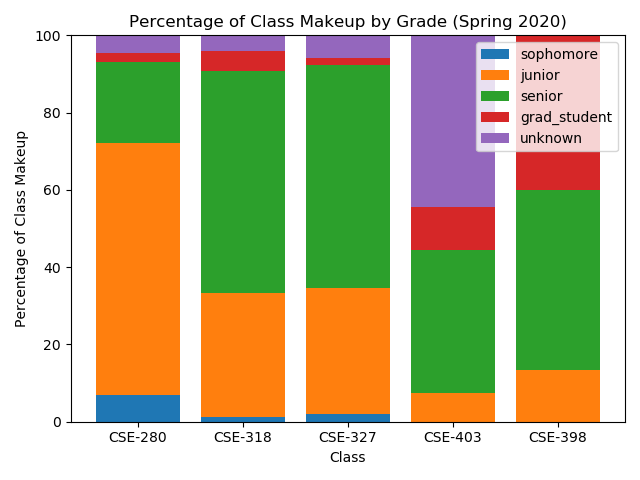 Percentage of Class Makeup by Grade (Spring 2020)
100
80
60
40
20
0
Percentage of Class Makeup
sophomore
junior
senior
grad_student
unknown
CSE-280 CSE-318 CSE-327 CSE-403 CSE-398
Class